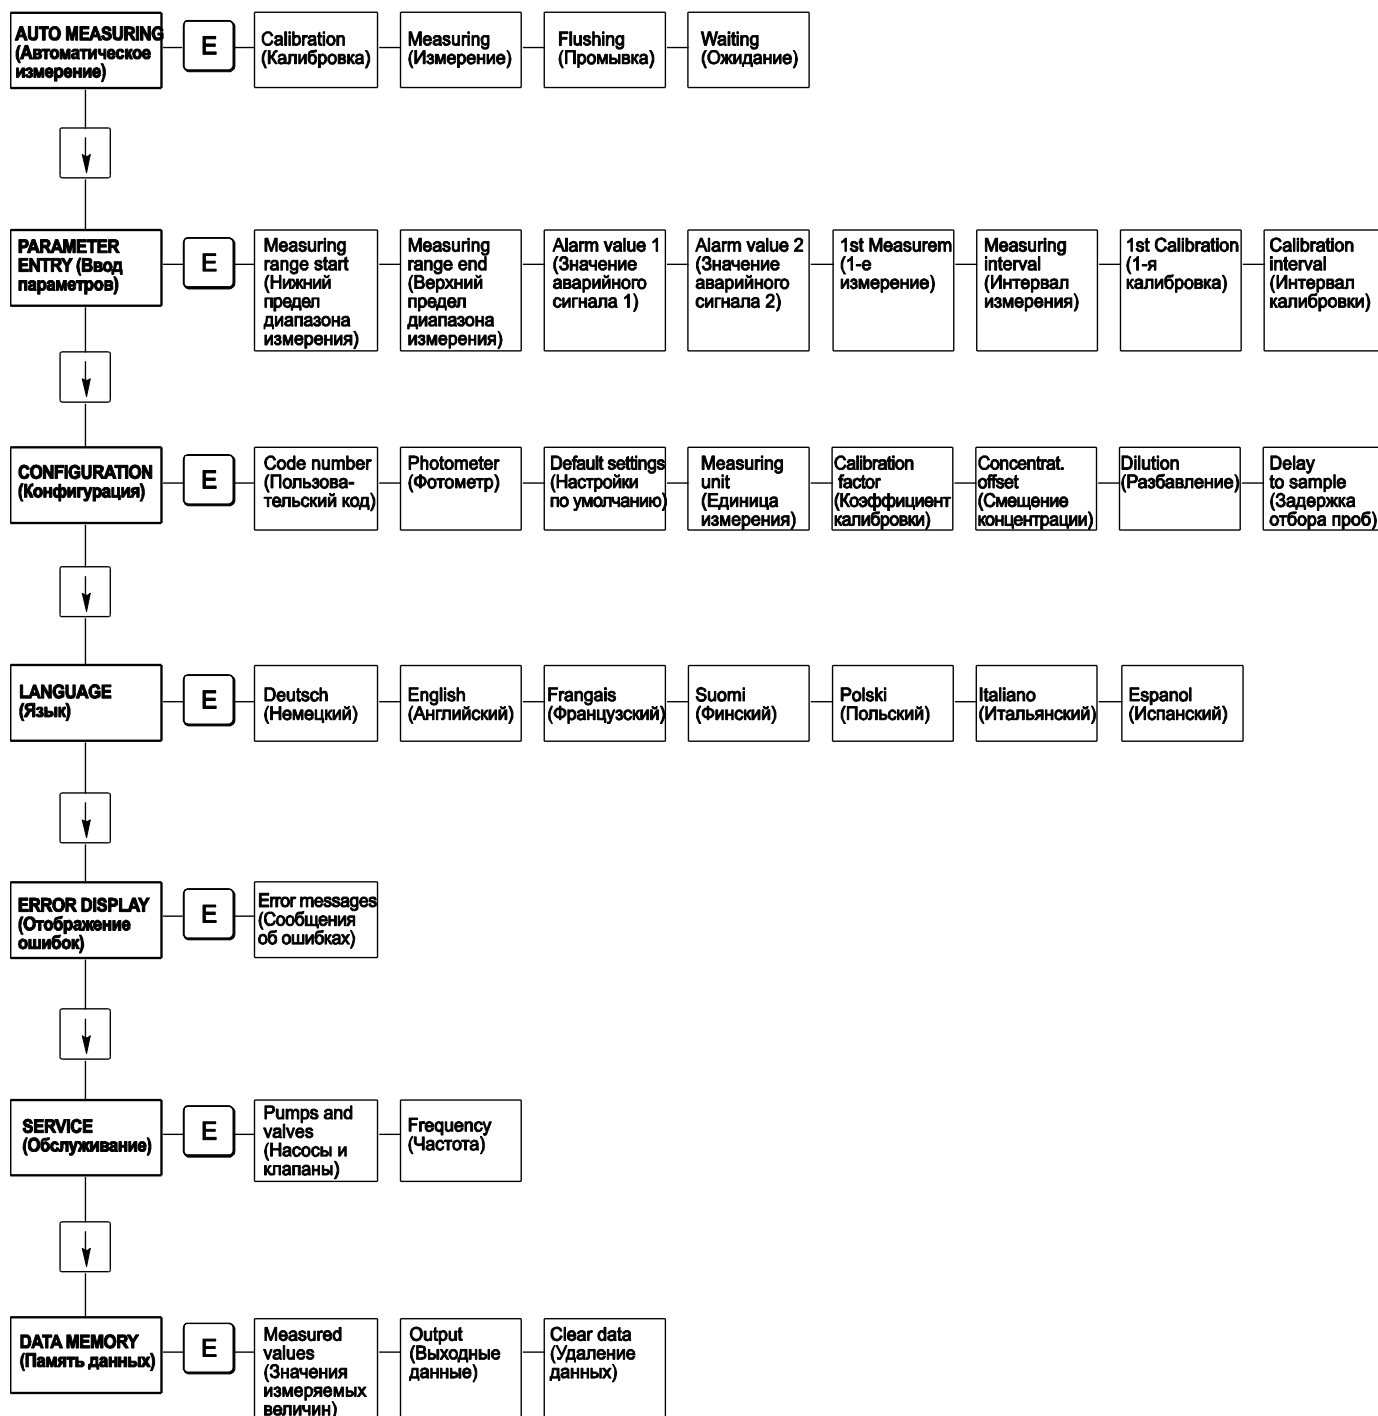 AUTO MEASURING
(Автоматическое
измерение)
E
Calibration
(Калибровка)
Measuring
(Измерение)
Flushing
(Промывка)
Waiting
(Ожидание)
PARAMETER
ENTRY (Ввод
параметров)
E
Measuring
range start
(Нижний
предел
диапазона
измерения)
Measuring
range end
(Верхний
предел
диапазона
измерения)
Alarm value 1
(Значение
аварийного
сигнала 1)
Alarm value 2
(Значение
аварийного
сигнала 2)
1st Measurem
(1-е
измерение)
Measuring
interval
(Интервал
измерения)
1st Calibration
(1-я
калибровка)
Calibration
interval
(Интервал
калибровки)
CONFIGURATION
(Конфигурация)
E
Code number
(Пользова-
тельский код)
Photometer
(Фотометр)
Default settings
(Настройки
по умолчанию)
Measuring
unit
(Единица
измерения)
Calibration
factor
(Коэффициент
калибровки)
Concentrat.
offset
(Смещение
концентрации)
Dilution
(Разбавление)
Delay
to sample
(Задержка
отбора проб)
LANGUAGE
(Язык)
E
Deutsch
(Немецкий)
English
(Английский)
Frangais
(Французский)
Suomi
(Финский)
Polski
(Польский)
Italiano
(Итальянский)
Espanol
(Испанский)
ERROR DISPLAY
(Отображение
ошибок)
E
Error messages
(Сообщения
об ошибках)
SERVICE
(Обслуживание)
E
Pumps and
valves
(Насосы и
клапаны)
Frequency
(Частота)
DATA MEMORY
(Память данных)
E
Measured
values
(Значения
измеряемых
величин)
Output
(Выходные
данные)
Clear data
(Удаление
данных)